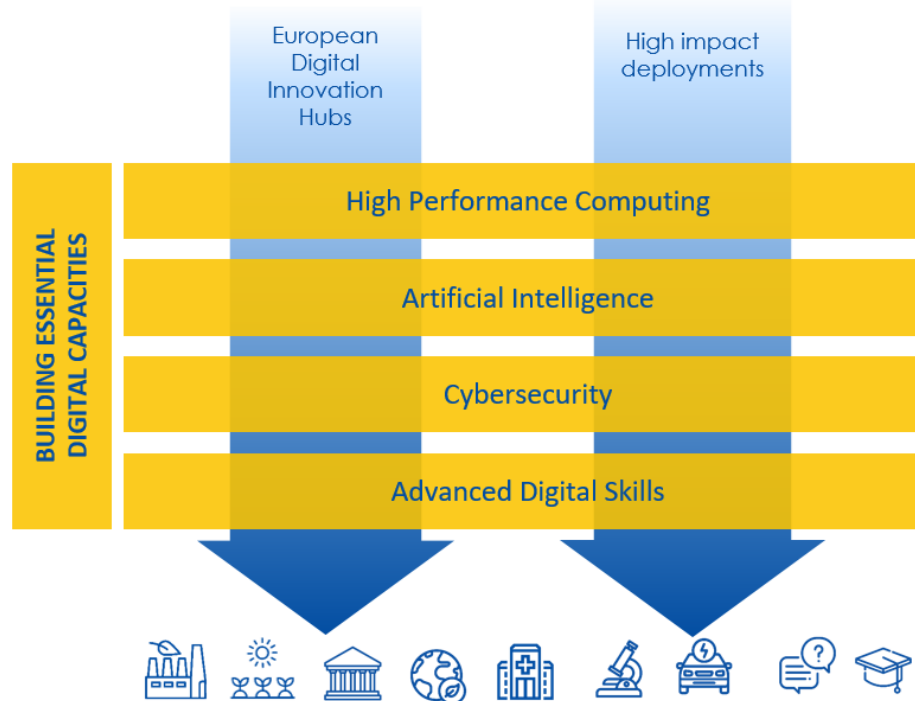 European
Digital
Innovation
Hubs
High impact
deployments
BUILDING ESSENTIAL
DIGITAL CAPACITIES
High Performance Computing
Artificial Intelligence
Cybersecurity
Advanced Digital Skills
?